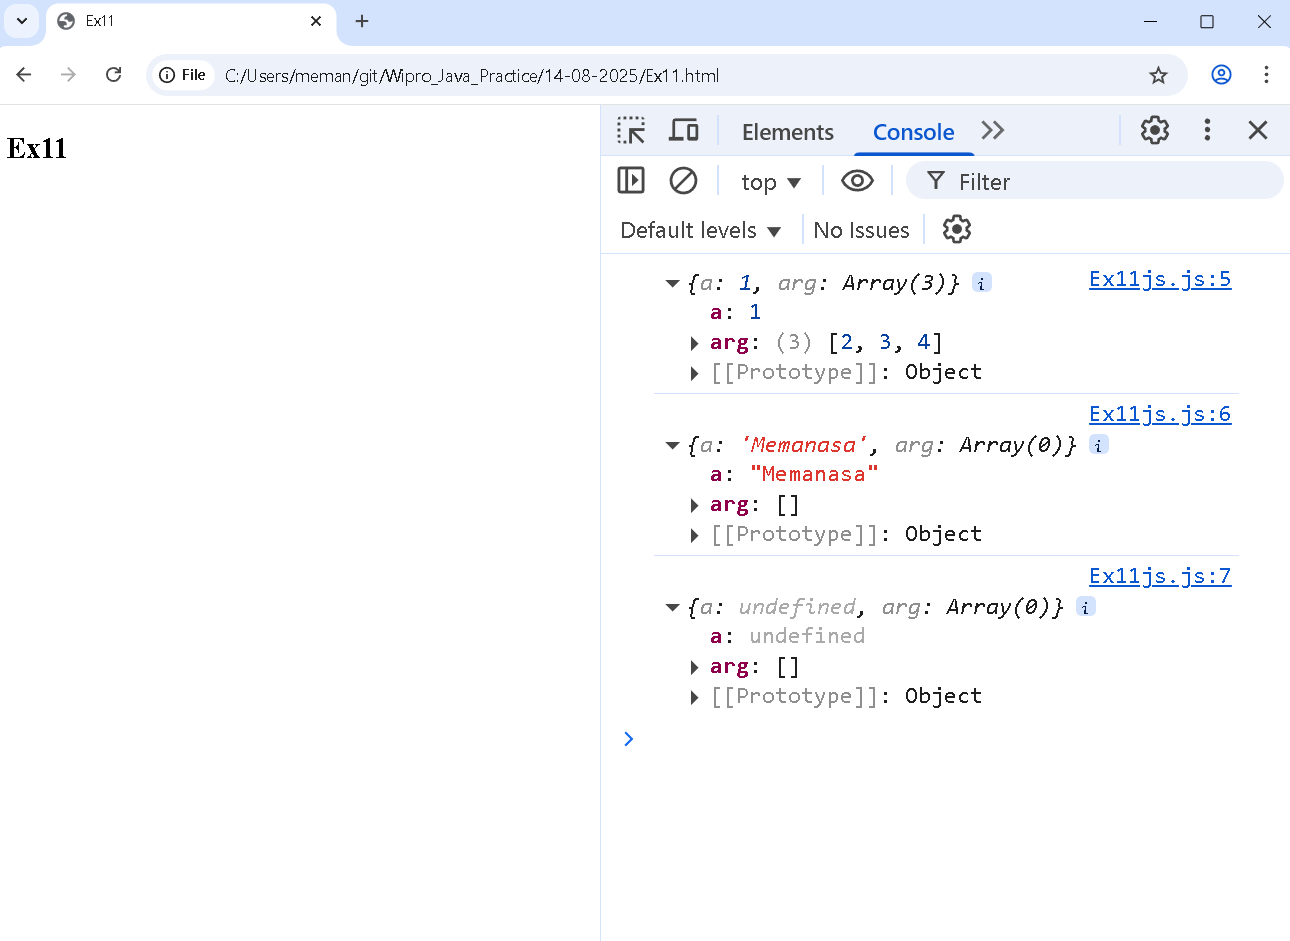 Ex11
File C:/Users/meman/git/Wipro_Java_Practice/14-08-2025/Ex11.html
Ex11
Elements Console
top Filter
Default levels No Issues
{a: 1, arg: Array(3)} i Ex11js.js:5
a: 1
arg: (3) [2, 3, 4]
[[Prototype]]: Object
Ex11js.js:6
{a: 'Memanasa', arg: Array(0)} i
a: "Memanasa"
arg: []
[[Prototype]]: Object
Ex11js.js:7
{a: undefined, arg: Array(0)} i
a: undefined
arg: []
[[Prototype]]: Object